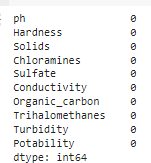 ph 0
Hardness 0
Solids 0
Chloramines 0
Sulfate 0
Conductivity 0
Organic_carbon 0
Trihalomethanes 0
Turbidity 0
Potability 0
dtype: int64